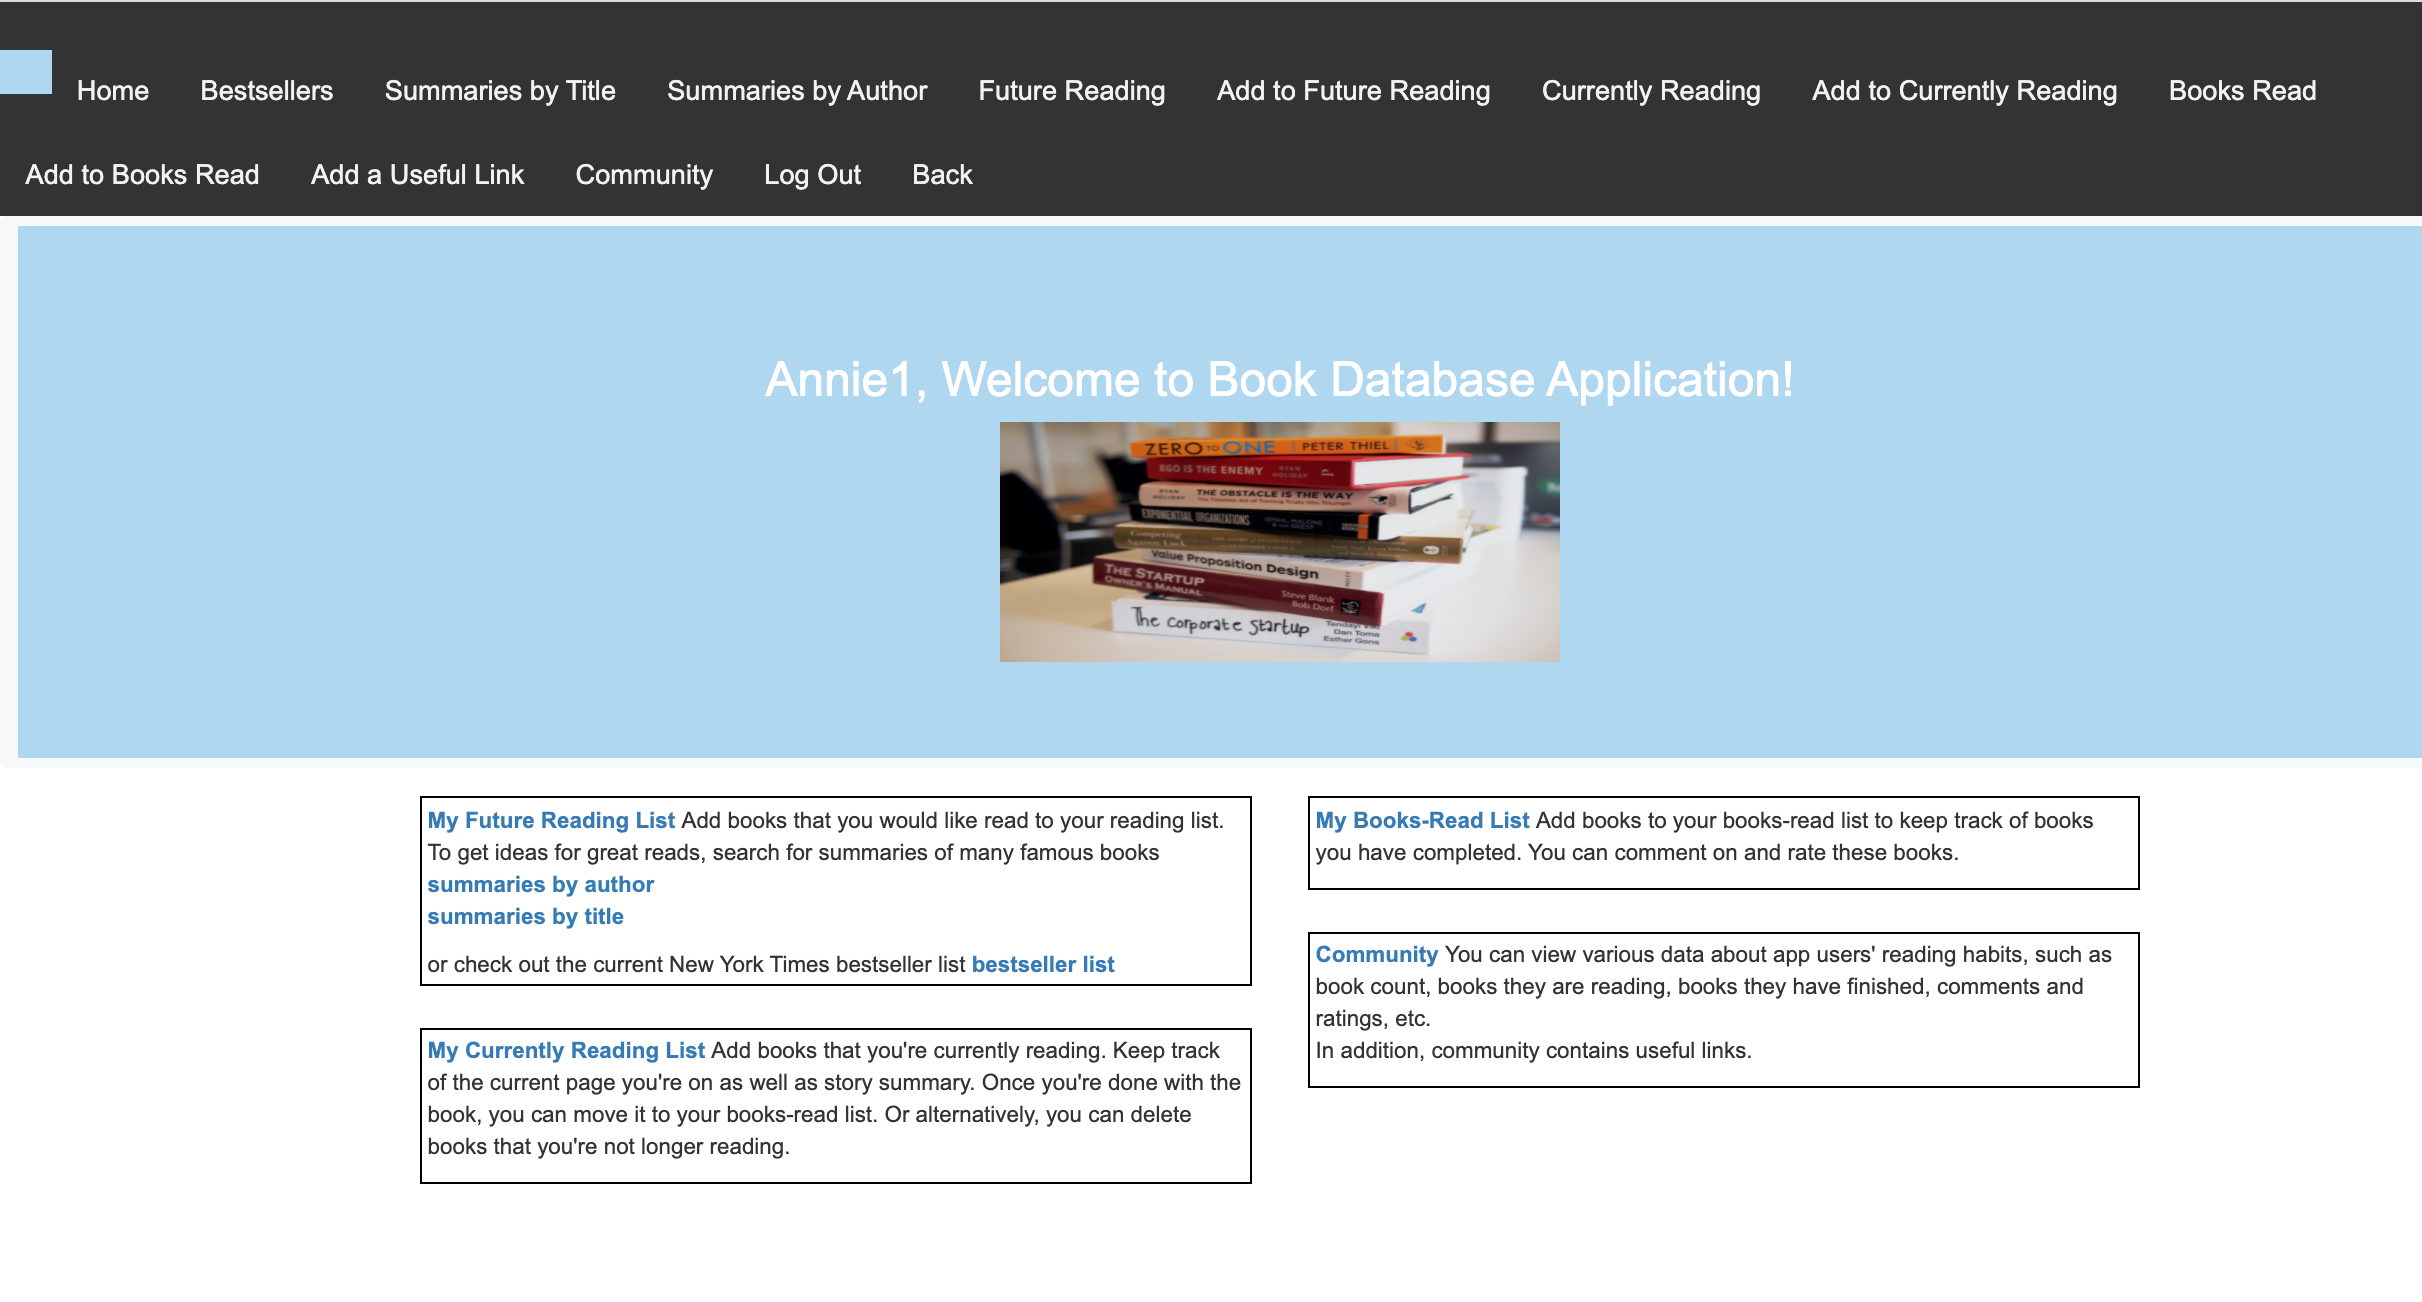 Home Bestsellers Summaries by Title Summaries by Author Future Reading Add to Future Reading Currently Reading Add to Currently Reading Books Read
Add to Books Read Add a Useful Link Community Log Out Back
Annie1, Welcome to Book Database Application!
ZERO TO ONE PETER THIEL
EGO IS THE ENEMY RYAN HOLIDAY
RYAN HOLIDAY THE OBSTACLE IS THE WAY
The Timeless Art of Turning Trials into Triumph
EXPONENTIAL ORGANIZATIONS
Competing Against Luck
Value Proposition Design
THE STARTUP OWNER'S MANUAL Steve Blank Bob Dorf
The Corporate Startup Dan Toma Esther Gons
My Future Reading List Add books that you would like read to your reading list.
To get ideas for great reads, search for summaries of many famous books
summaries by author
summaries by title
or check out the current New York Times bestseller list bestseller list
My Currently Reading List Add books that you're currently reading. Keep track
of the current page you're on as well as story summary. Once you're done with the
book, you can move it to your books-read list. Or alternatively, you can delete
books that you're not longer reading.
My Books-Read List Add books to your books-read list to keep track of books
you have completed. You can comment on and rate these books.
Community You can view various data about app users' reading habits, such as
book count, books they are reading, books they have finished, comments and
ratings, etc.
In addition, community contains useful links.